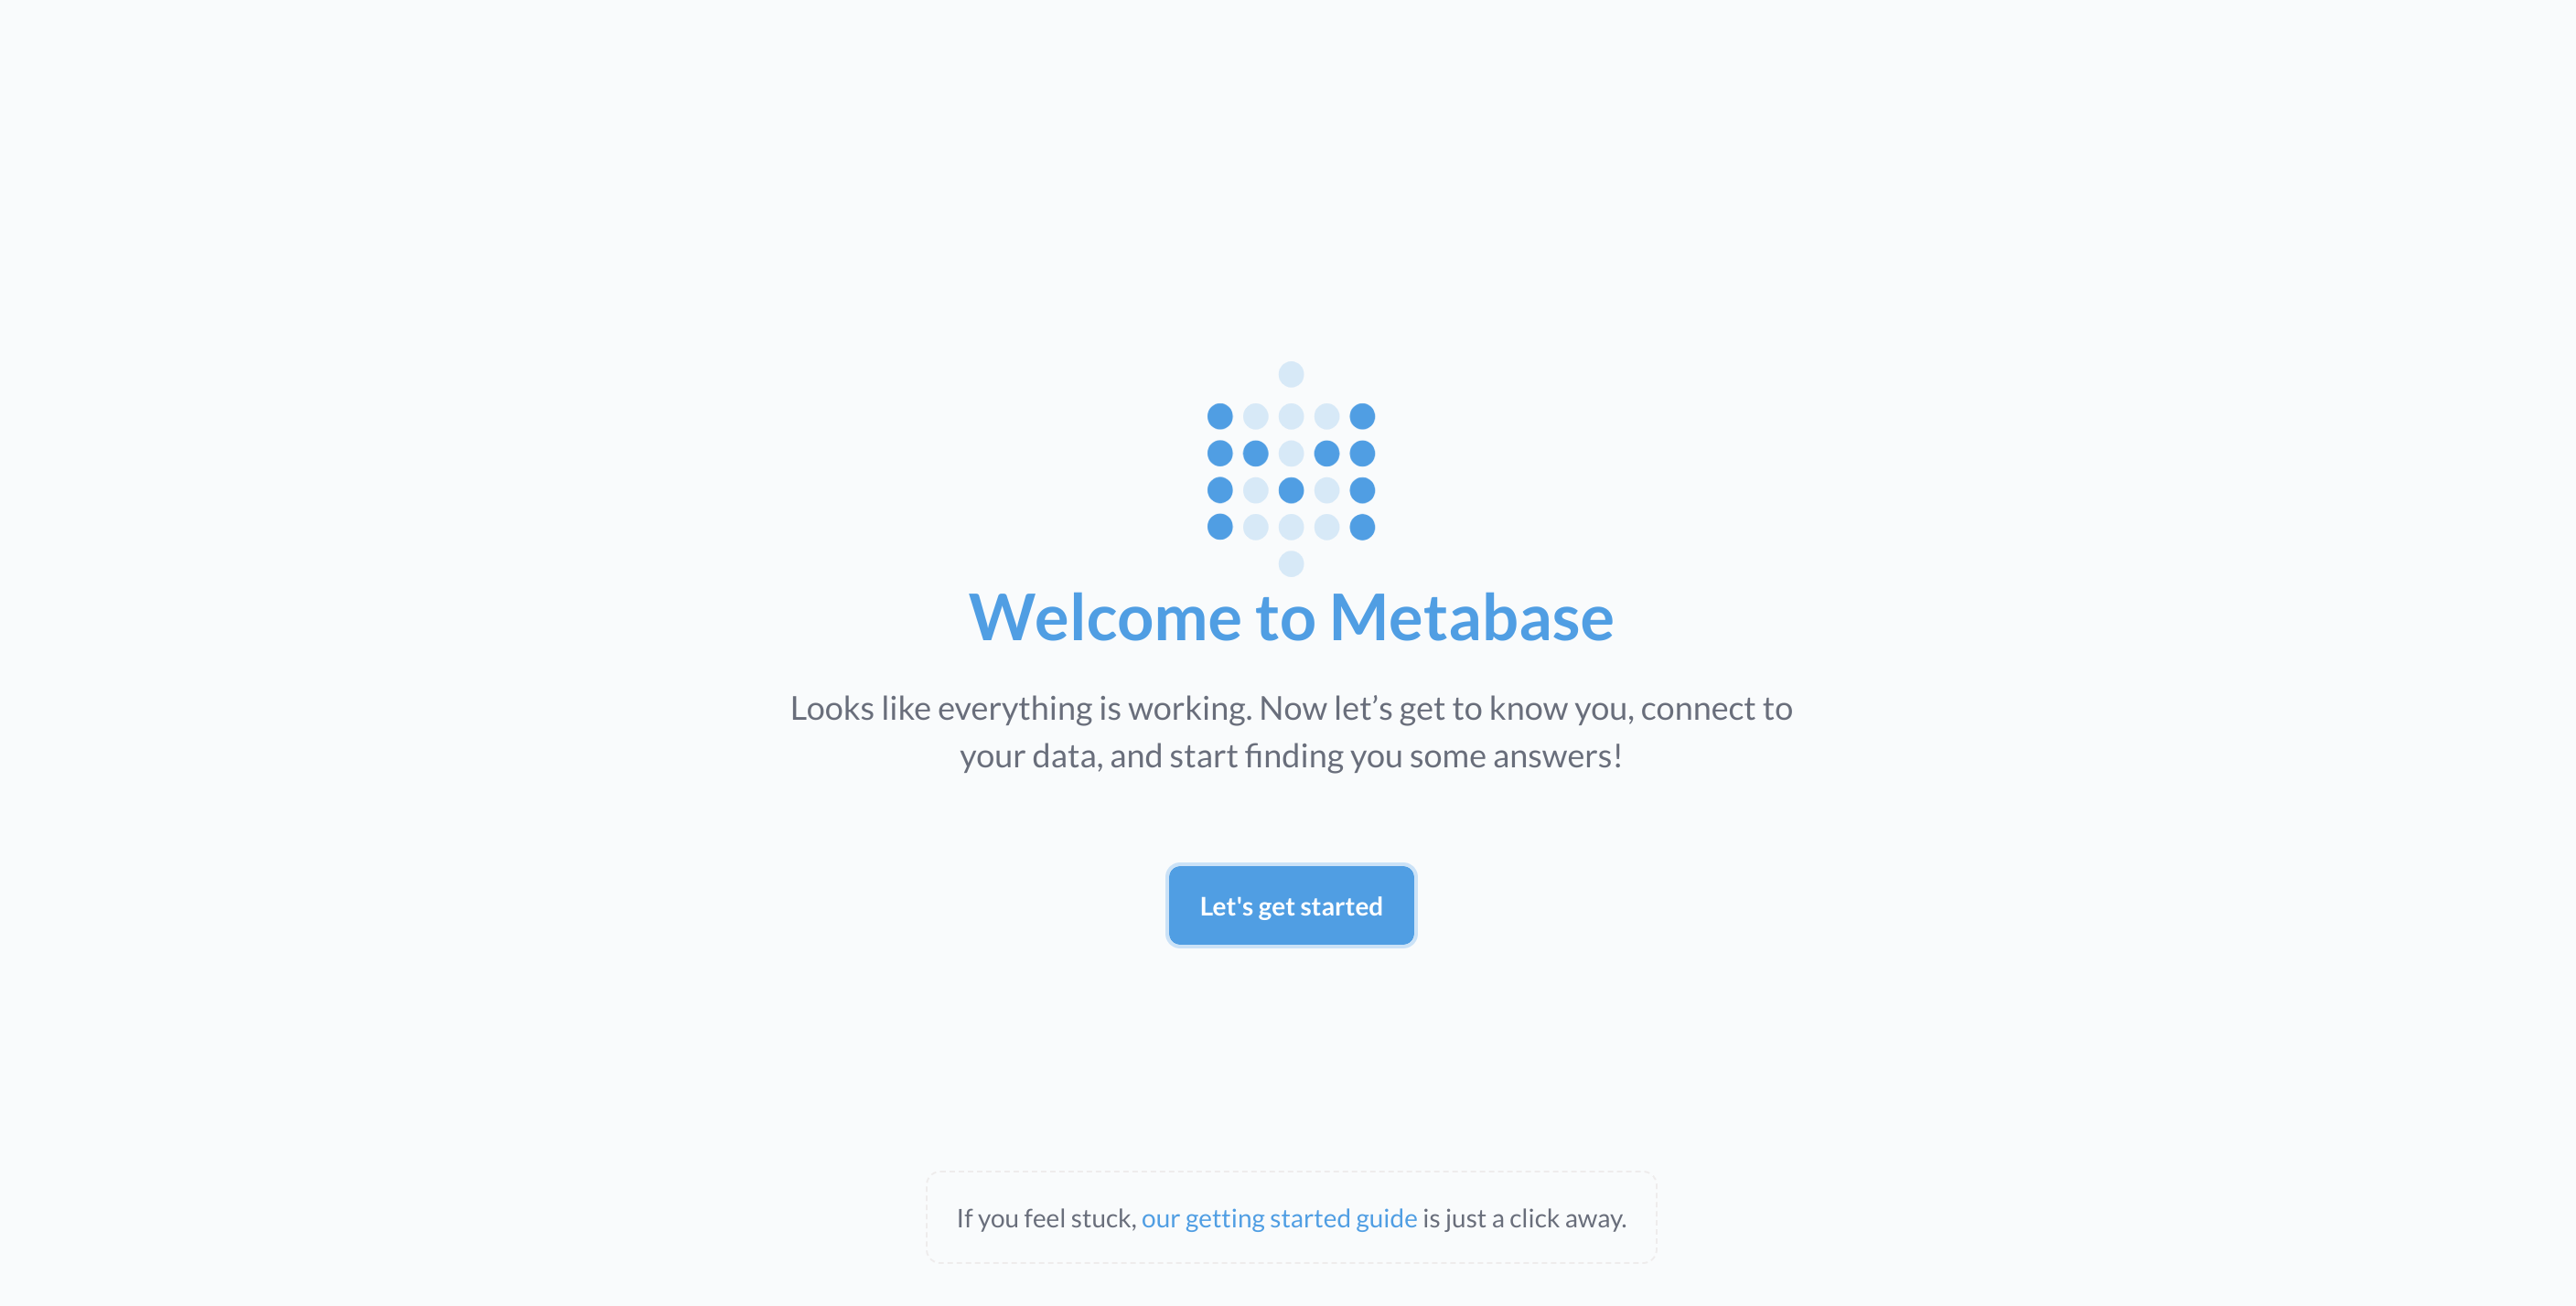 Welcome to Metabase
Looks like everything is working. Now let’s get to know you, connect to
your data, and start finding you some answers!
Let's get started
If you feel stuck, our getting started guide is just a click away.